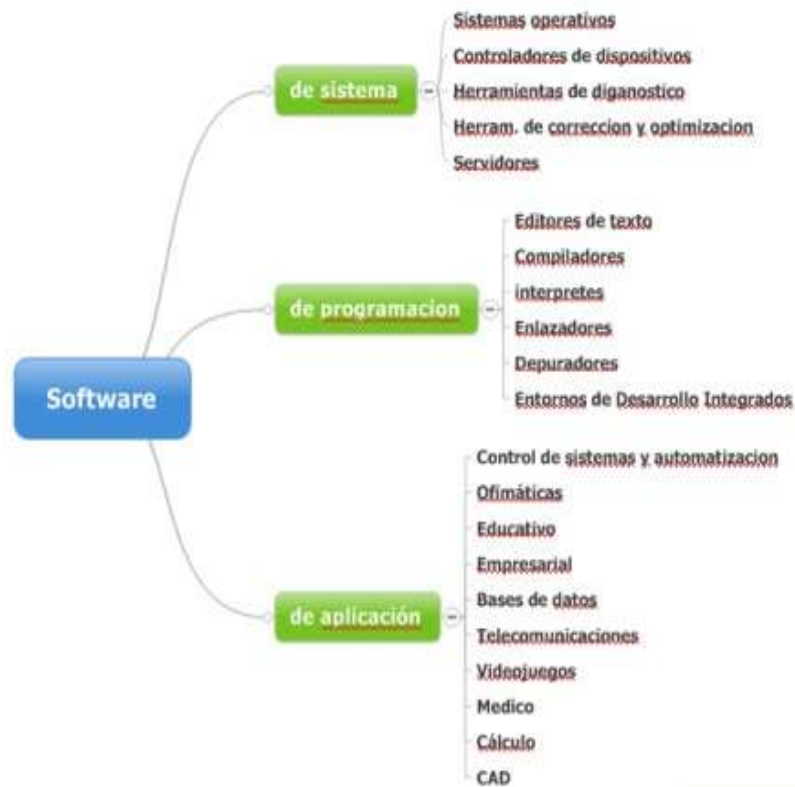 Software
de sistema
Sistemas operativos
Controladores de dispositivos
Herramientas de diganostico
Herram. de correccion y optimizacion
Servidores
de programacion
Editores de texto
Compiladores
interpretes
Enlazadores
Depuradores
Entornos de Desarrollo Integrados
de aplicación
Control de sistemas y automatizacion
Ofimáticas
Educativo
Empresarial
Bases de datos
Telecomunicaciones
Videojuegos
Medico
Cálculo
CAD